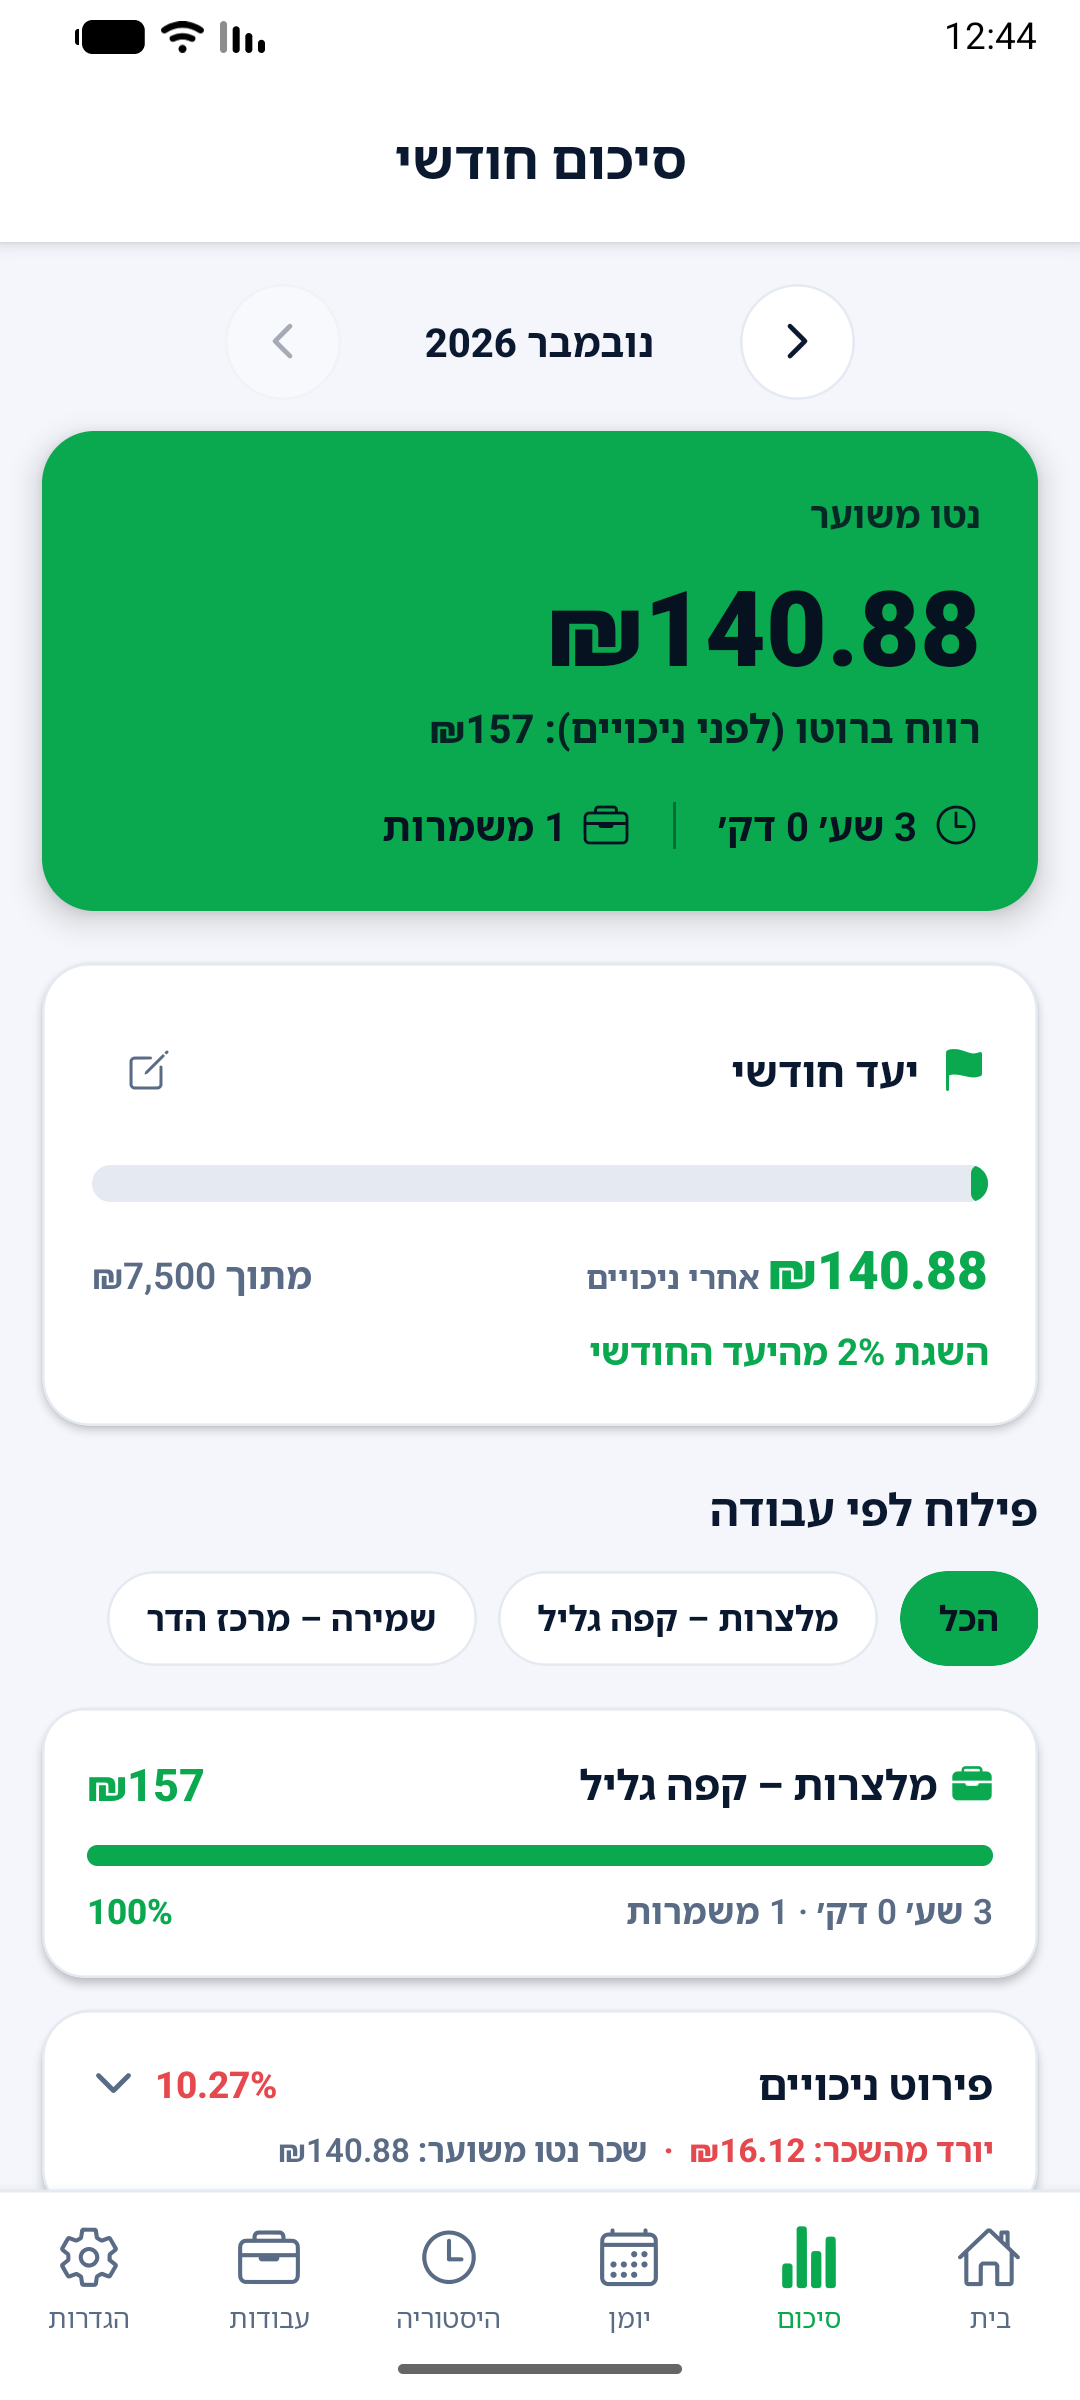 12:44
סיכום חודשי
נובמבר 2026
נטו משוער
₪140.88
רווח ברוטו (לפני ניכויים): ₪157
3 שע׳ 0 דק׳
1 משמרות
יעד חודשי
₪140.88 אחרי ניכויים
מתוך ₪7,500
השגת 2% מהיעד החודשי
פילוח לפי עבודה
הכל
מלצרות – קפה גליל
שמירה – מרכז הדר
מלצרות – קפה גליל
₪157
3 שע׳ 0 דק׳ · 1 משמרות
100%
פירוט ניכויים
10.27%
יורד מהשכר: ₪16.12 · שכר נטו משוער: ₪140.88
בית
סיכום
יומן
היסטוריה
עבודות
הגדרות